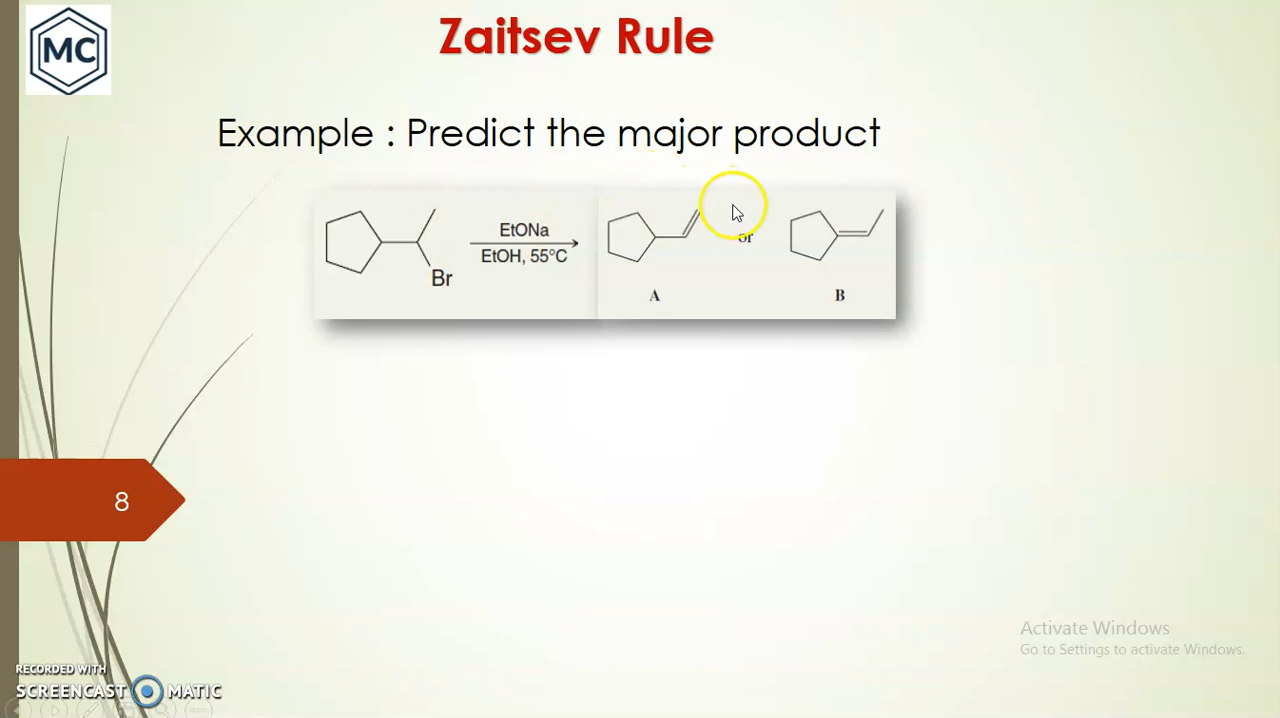 MC
Zaitsev Rule
Example : Predict the major product
EtONa
EtOH, 55°C
Br
or
A
B
8
Activate Windows
Go to Settings to activate Windows.
RECORDED WITH
SCREENCAST MATIC